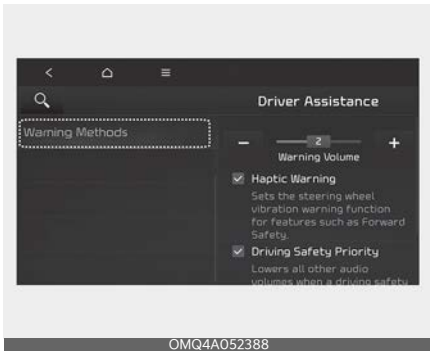 Driver Assistance
Warning Methods
− 2 +
Warning Volume
Haptic Warning
Sets the steering wheel
vibration warning function
for features such as Forward
Safety.
Driving Safety Priority
Lowers all other audio
volumes when a driving safety
OMQ4A052388